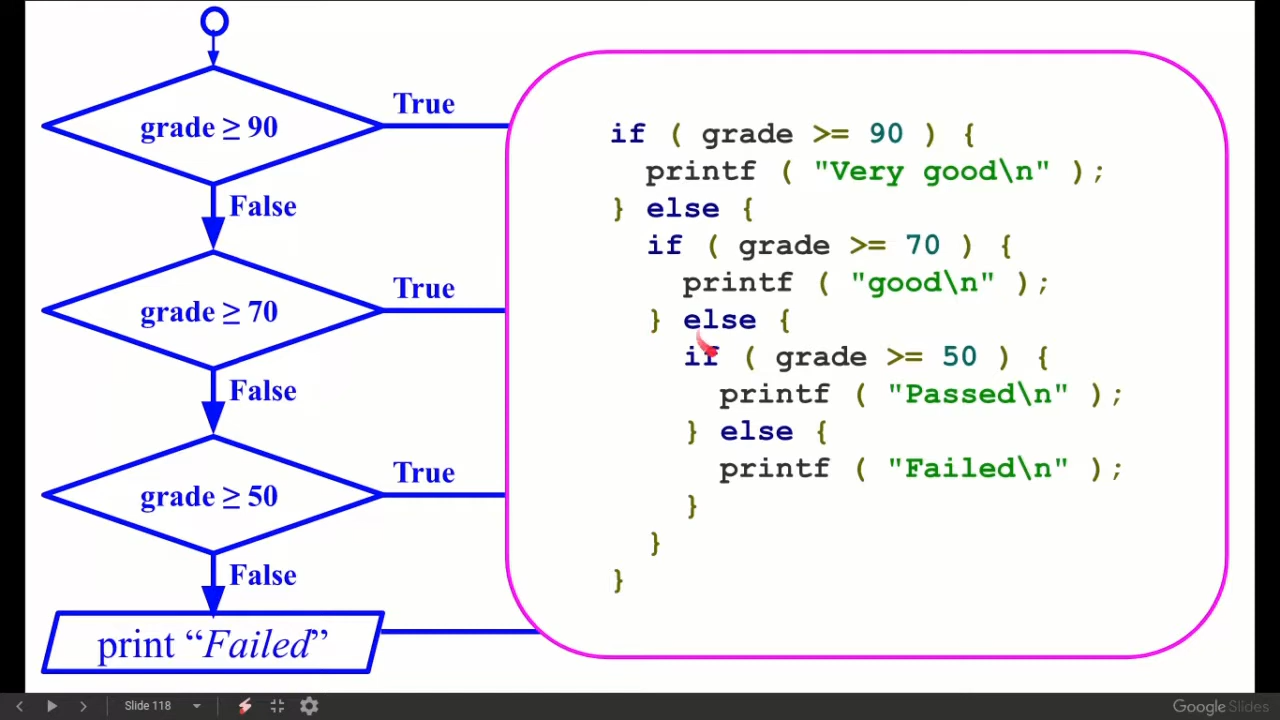 True
grade ≥ 90
False
True
grade ≥ 70
False
True
grade ≥ 50
False
print “Failed”
if ( grade >= 90 ) {
printf ( "Very good\n" );
} else {
if ( grade >= 70 ) {
printf ( "good\n" );
} else {
if ( grade >= 50 ) {
printf ( "Passed\n" );
} else {
printf ( "Failed\n" );
}
}
}
Slide 118
Google Slides